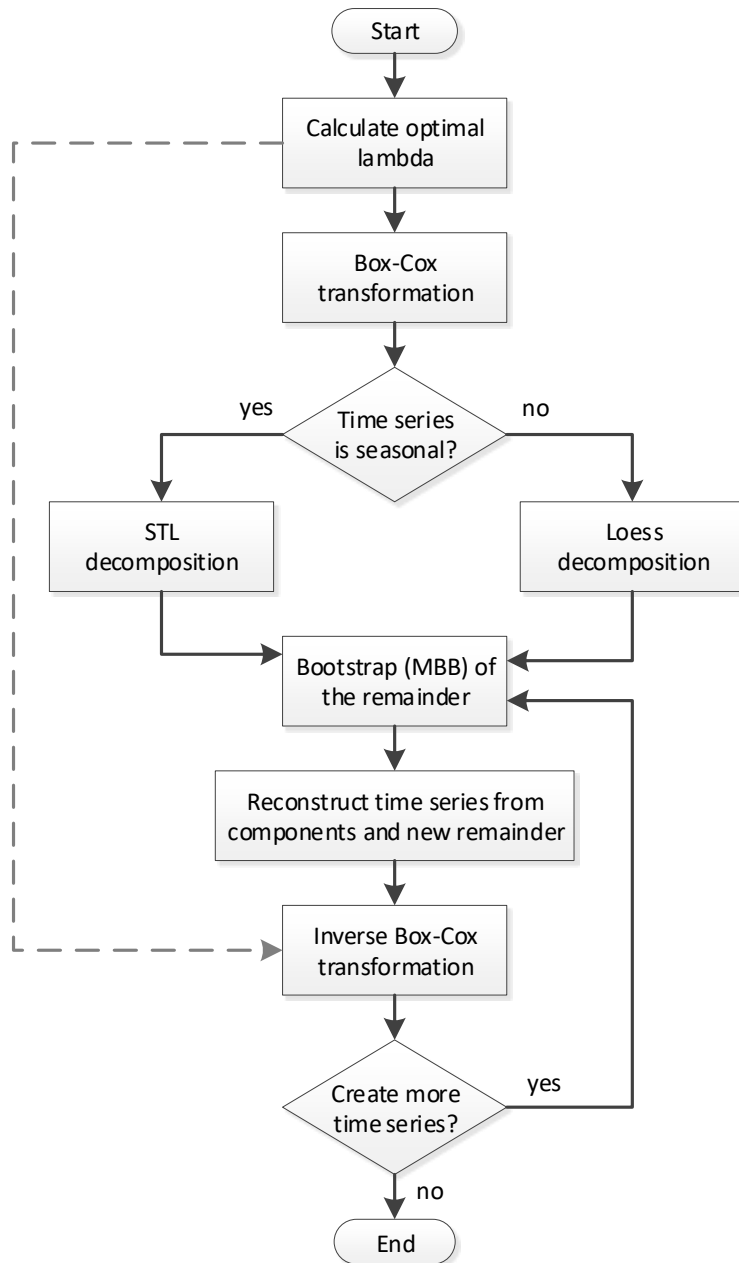 Start
Calculate optimal
lambda
Box-Cox
transformation
yes
Time series
is seasonal?
no
STL
decomposition
Loess
decomposition
Bootstrap (MBB) of
the remainder
Reconstruct time series from
components and new remainder
Inverse Box-Cox
transformation
Create more
time series?
yes
no
End